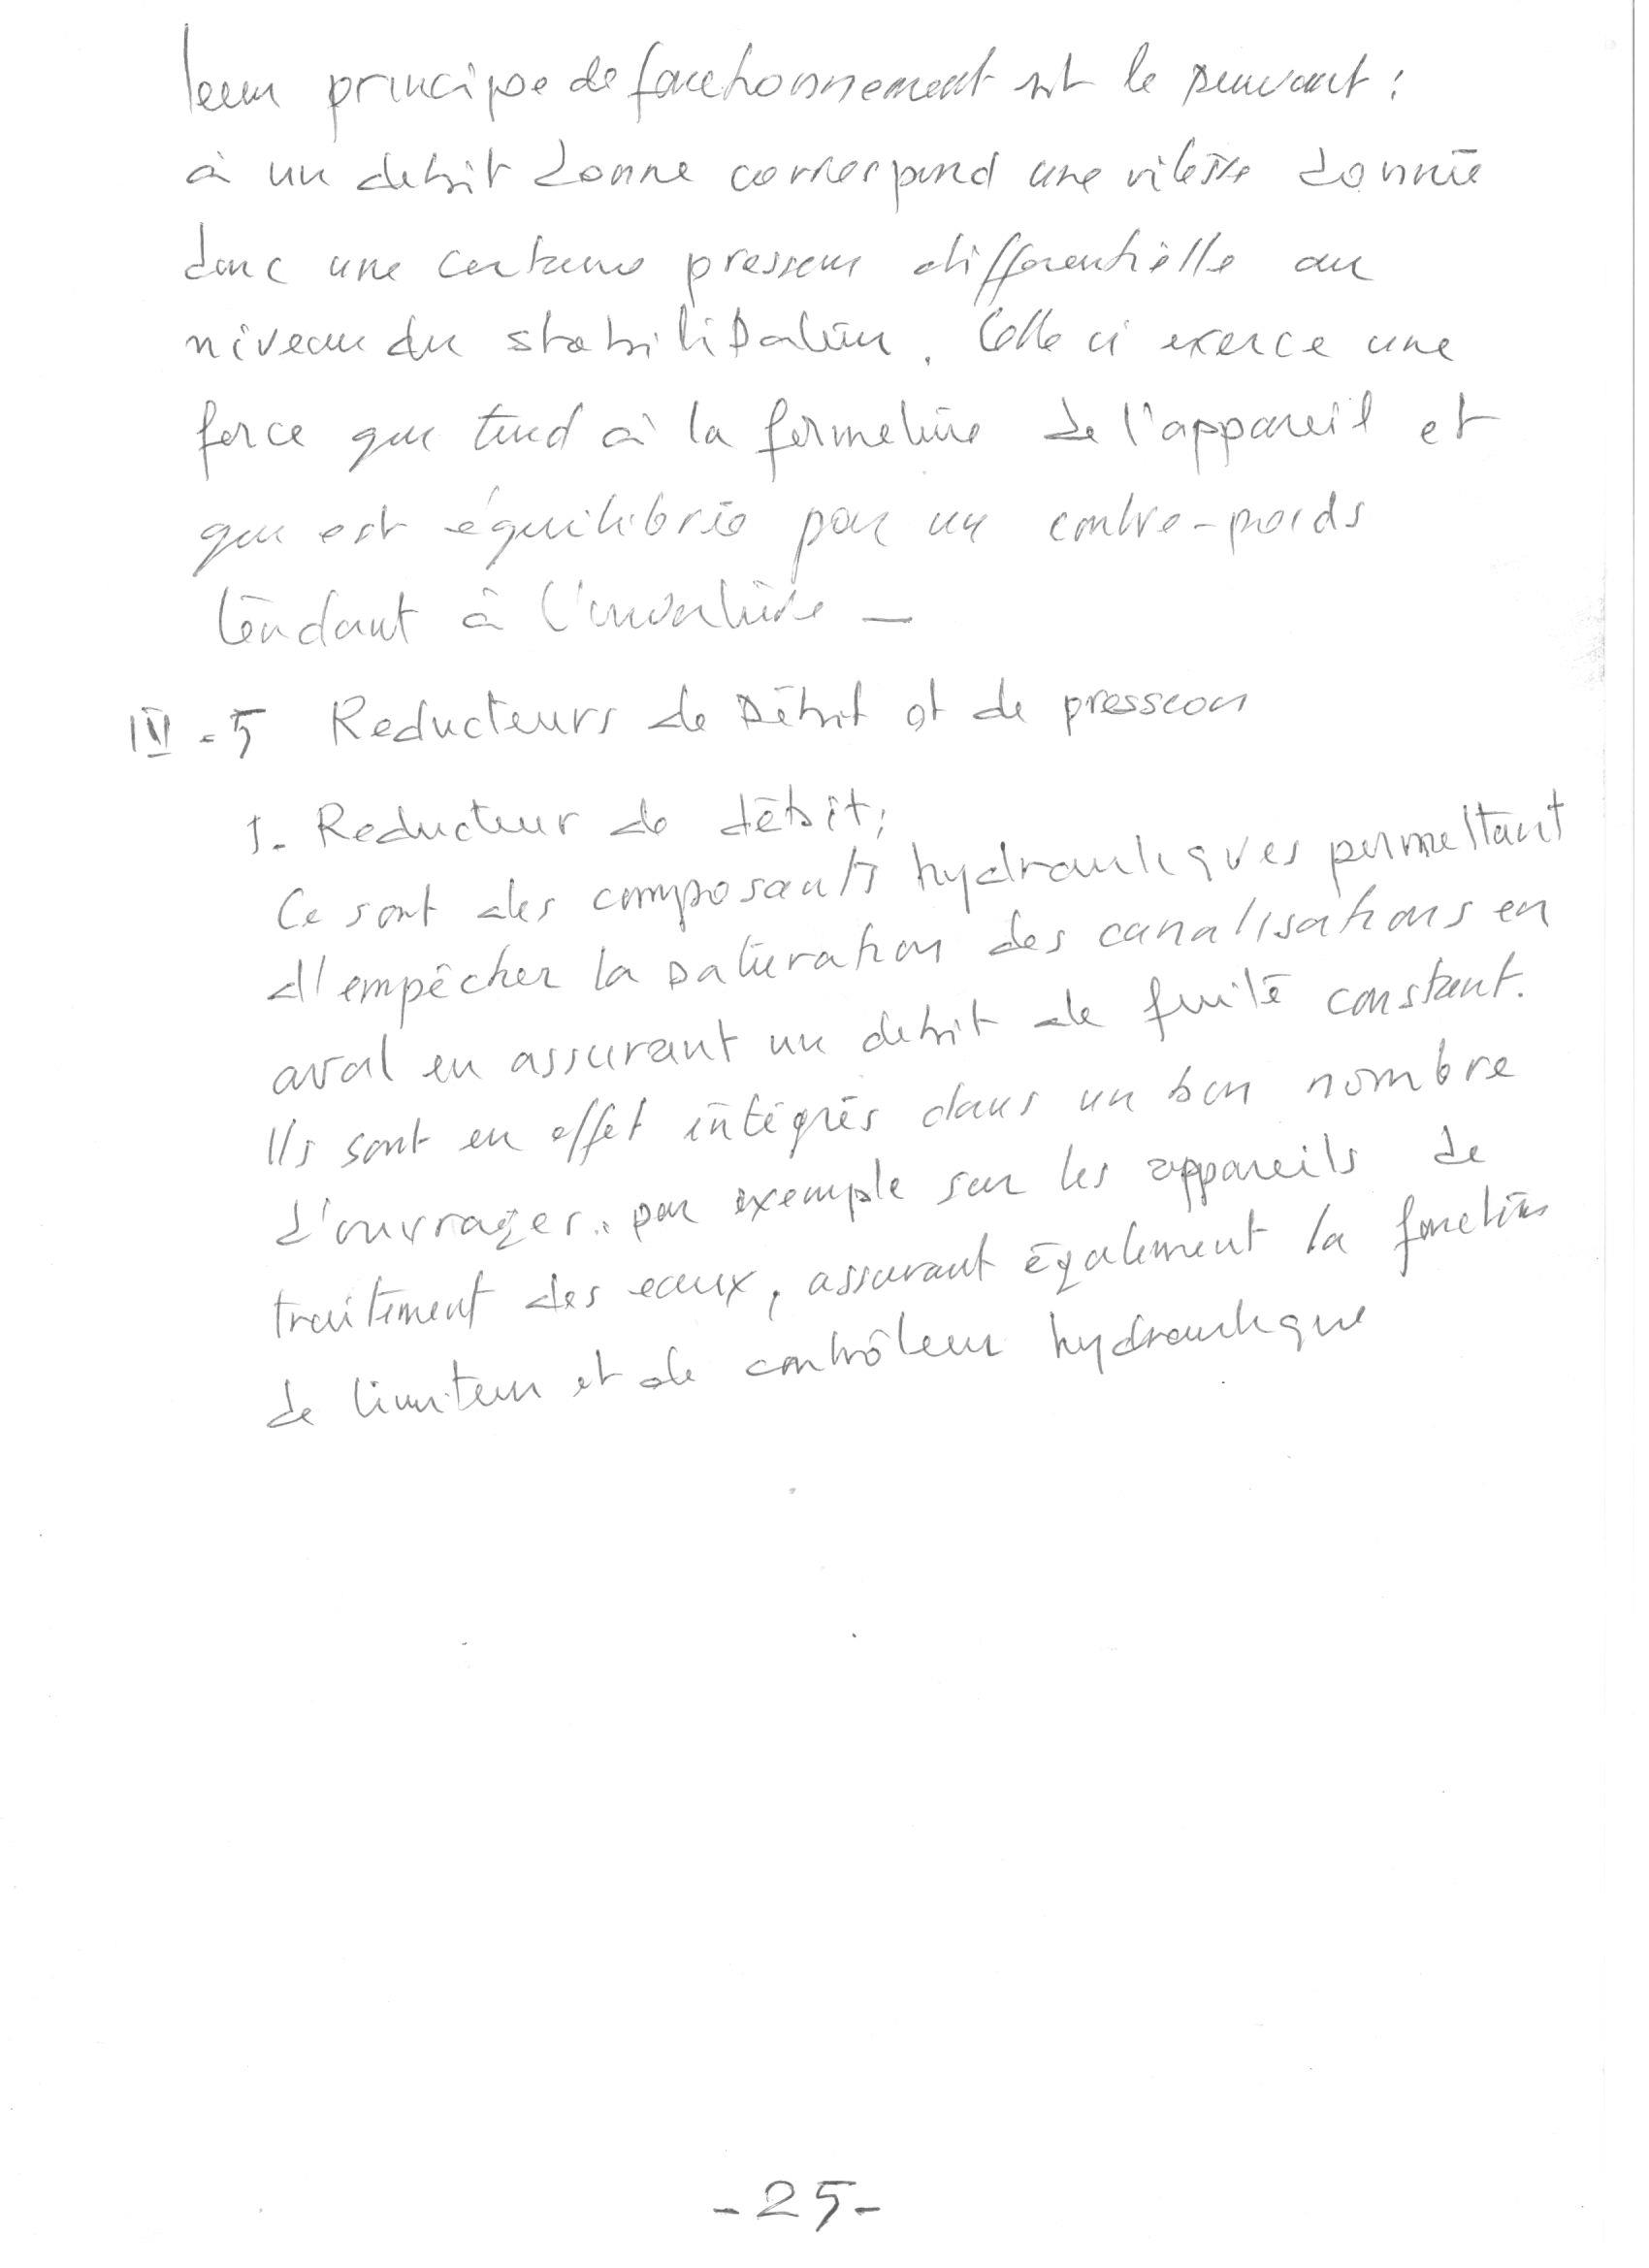 leur principe de fonctionnement est le suivant :
à un debit donne correspond une vitesse donnée
donc une certaine pression differentielle au
niveau du stabilisateur. Celle ci exerce une
force qui tend à la fermeture de l'appareil et
qui est équilibrée par un contre-poids
tendant à l'ouverture -
IV-5 Reducteurs de Débit et de pression
1- Reducteur de débit;
Ce sont des composants hydrauliques permettant
d'empêcher la saturation des canalisations en
aval en assurant un debit de fuite constant.
Ils sont en effet intégrés dans un bon nombre
d'ouvrages.. par exemple sur les appareils de
traitement des eaux, assurant également la fonction
de limiteur et de contrôleur hydraulique
- 25 -